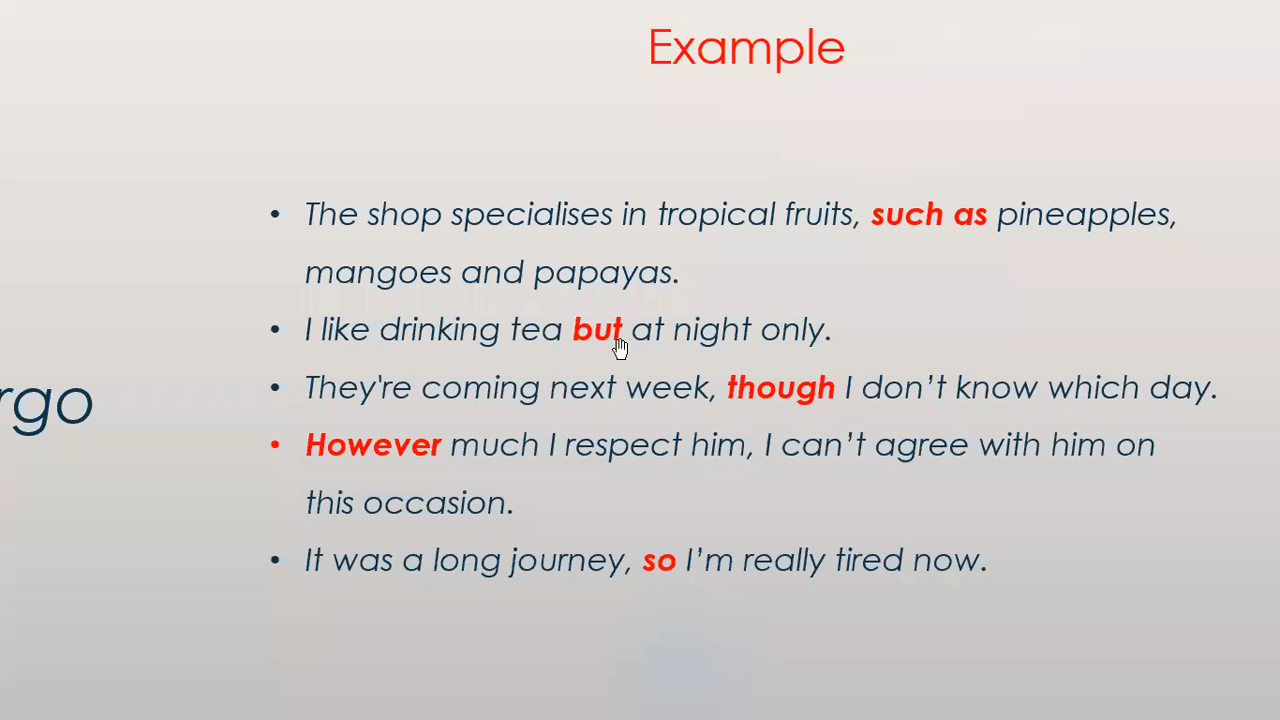 Example
• The shop specialises in tropical fruits, such as pineapples,
mangoes and papayas.
• I like drinking tea but at night only.
rgo
• They're coming next week, though I don’t know which day.
• However much I respect him, I can’t agree with him on
this occasion.
• It was a long journey, so I’m really tired now.